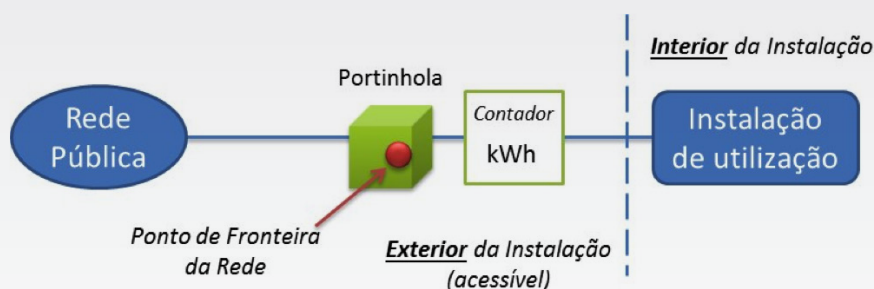 Rede
Pública
Portinhola
Contador
kWh
Interior da Instalação
Instalação
de utilização
Ponto de Fronteira
da Rede
Exterior da Instalação
(acessível)